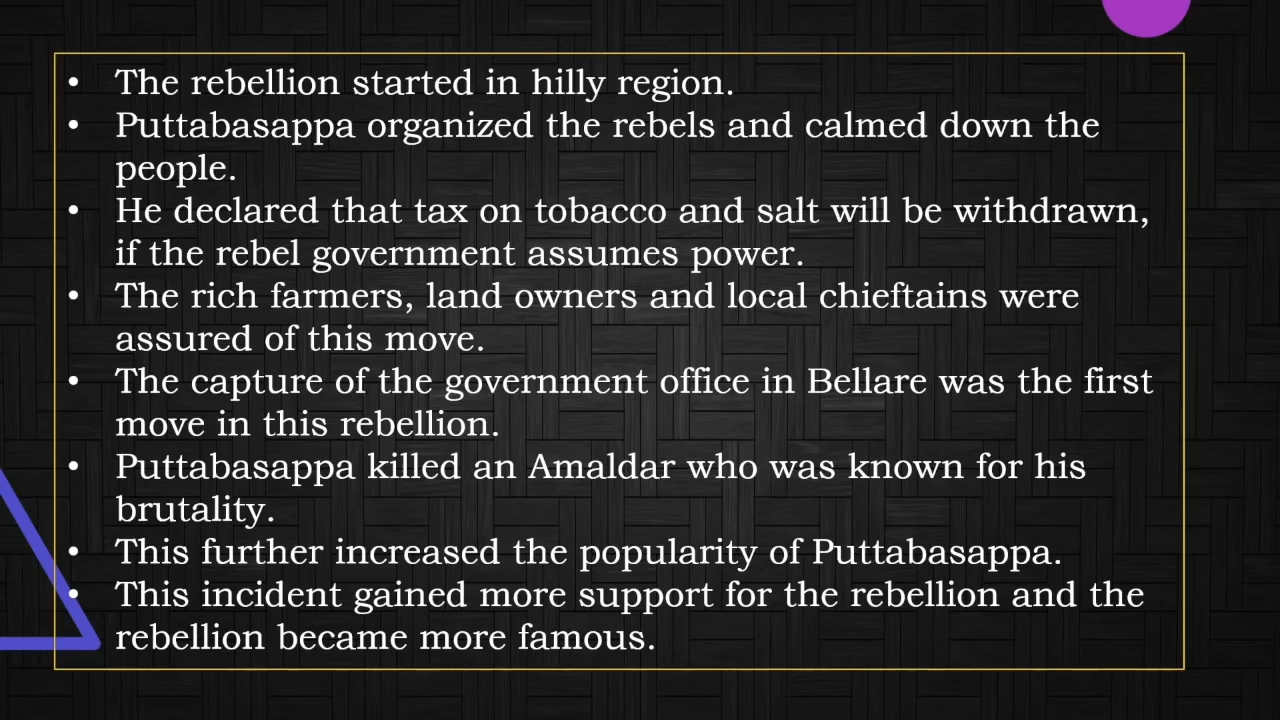 • The rebellion started in hilly region.
• Puttabasappa organized the rebels and calmed down the
people.
• He declared that tax on tobacco and salt will be withdrawn,
if the rebel government assumes power.
• The rich farmers, land owners and local chieftains were
assured of this move.
• The capture of the government office in Bellare was the first
move in this rebellion.
• Puttabasappa killed an Amaldar who was known for his
brutality.
• This further increased the popularity of Puttabasappa.
• This incident gained more support for the rebellion and the
rebellion became more famous.